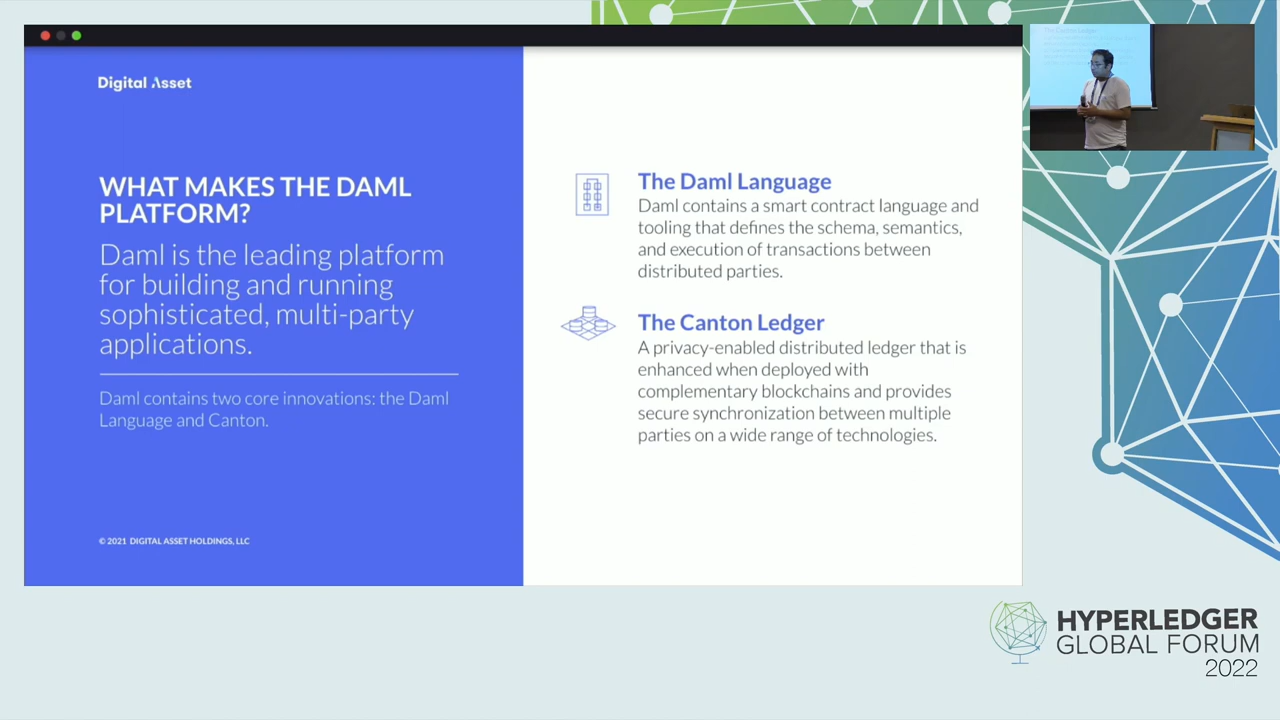 Digital Asset
WHAT MAKES THE DAML
PLATFORM?
Daml is the leading platform
for building and running
sophisticated, multi-party
applications.
Daml contains two core innovations: the Daml
Language and Canton.
© 2021 DIGITAL ASSET HOLDINGS, LLC
The Daml Language
Daml contains a smart contract language and
tooling that defines the schema, semantics,
and execution of transactions between
distributed parties.
The Canton Ledger
A privacy-enabled distributed ledger that is
enhanced when deployed with
complementary blockchains and provides
secure synchronization between multiple
parties on a wide range of technologies.
HYPERLEDGER
GLOBAL FORUM
2022